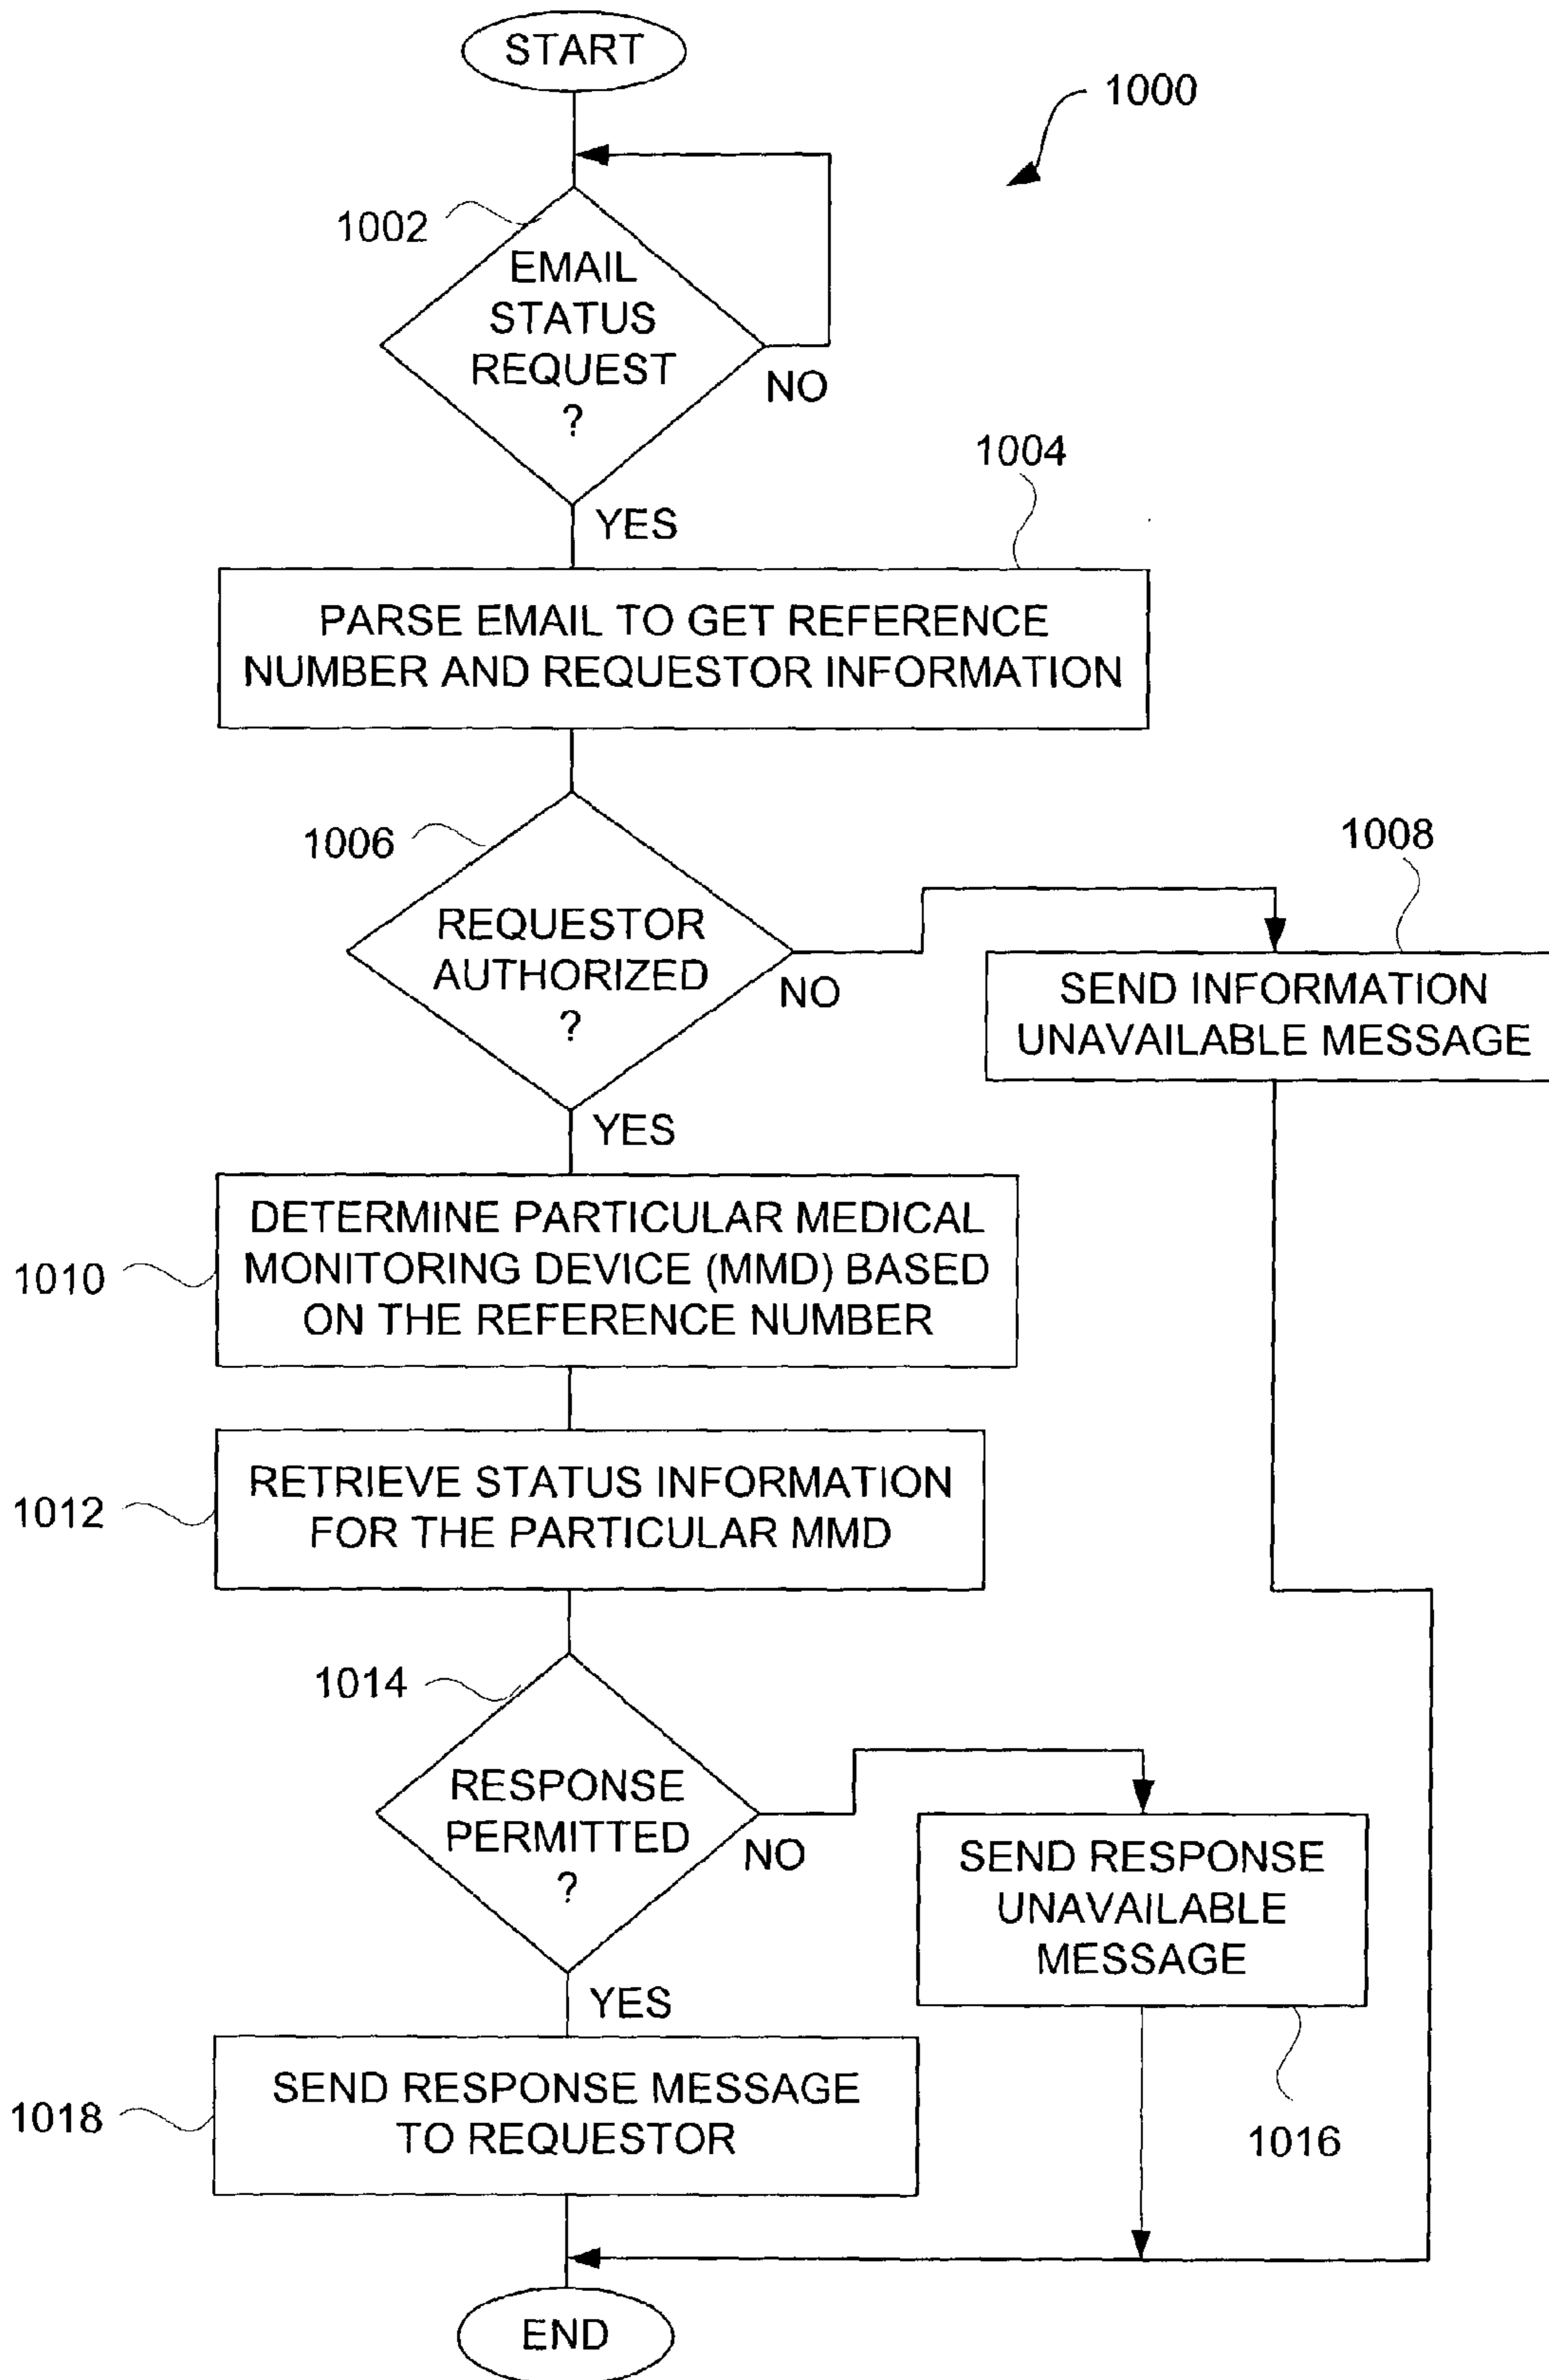 START
1000
1002
EMAIL
STATUS
REQUEST
?
NO
YES
1004
PARSE EMAIL TO GET REFERENCE
NUMBER AND REQUESTOR INFORMATION
1006
REQUESTOR
AUTHORIZED
?
NO
YES
1008
SEND INFORMATION
UNAVAILABLE MESSAGE
1010
DETERMINE PARTICULAR MEDICAL
MONITORING DEVICE (MMD) BASED
ON THE REFERENCE NUMBER
1012
RETRIEVE STATUS INFORMATION
FOR THE PARTICULAR MMD
1014
RESPONSE
PERMITTED
?
NO
YES
SEND RESPONSE
UNAVAILABLE
MESSAGE
1016
1018
SEND RESPONSE MESSAGE
TO REQUESTOR
END